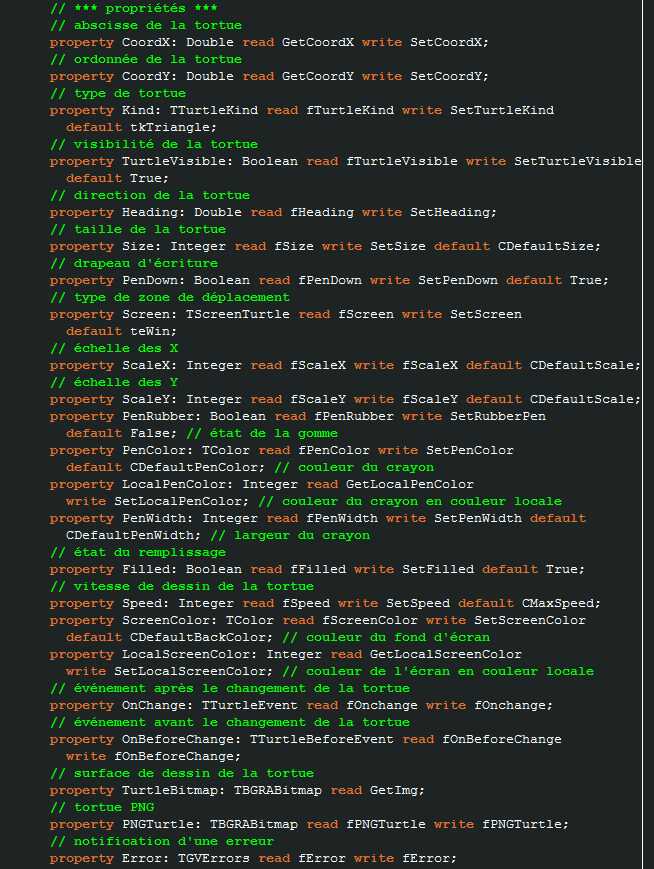 // *** propriétés ***
// abscisse de la tortue
property CoordX: Double read GetCoordX write SetCoordX;
// ordonnée de la tortue
property CoordY: Double read GetCoordY write SetCoordY;
// type de tortue
property Kind: TTurtleKind read fTurtleKind write SetTurtleKind
default tkTriangle;
// visibilité de la tortue
property TurtleVisible: Boolean read fTurtleVisible write SetTurtleVisible
default True;
// direction de la tortue
property Heading: Double read fHeading write SetHeading;
// taille de la tortue
property Size: Integer read fSize write SetSize default CDefaultSize;
// drapeau d'écriture
property PenDown: Boolean read fPenDown write SetPenDown default True;
// type de zone de déplacement
property Screen: TScreenTurtle read fScreen write SetScreen
default teWin;
// échelle des X
property ScaleX: Integer read fScaleX write fScaleX default CDefaultScale;
// échelle des Y
property ScaleY: Integer read fScaleY write fScaleY default CDefaultScale;
property PenRubber: Boolean read fPenRubber write SetRubberPen
default False; // état de la gomme
property PenColor: TColor read fPenColor write SetPenColor
default CDefaultPenColor; // couleur du crayon
property LocalPenColor: Integer read GetLocalPenColor
write SetLocalPenColor; // couleur du crayon en couleur locale
property PenWidth: Integer read fPenWidth write SetPenWidth default
CDefaultPenWidth; // largeur du crayon
// état du remplissage
property Filled: Boolean read fFilled write SetFilled default True;
// vitesse de dessin de la tortue
property Speed: Integer read fSpeed write SetSpeed default CMaxSpeed;
property ScreenColor: TColor read fScreenColor write SetScreenColor
default CDefaultBackColor; // couleur du fond d'écran
property LocalScreenColor: Integer read GetLocalScreenColor
write SetLocalScreenColor; // couleur de l'écran en couleur locale
// événement après le changement de la tortue
property OnChange: TTurtleEvent read fOnchange write fOnchange;
// événement avant le changement de la tortue
property OnBeforeChange: TTurtleBeforeEvent read fOnBeforeChange
write fOnBeforeChange;
// surface de dessin de la tortue
property TurtleBitmap: TBGRABitmap read GetImg;
// tortue PNG
property PNGTurtle: TBGRABitmap read fPNGTurtle write fPNGTurtle;
// notification d'une erreur
property Error: TGVErrors read fError write fError;